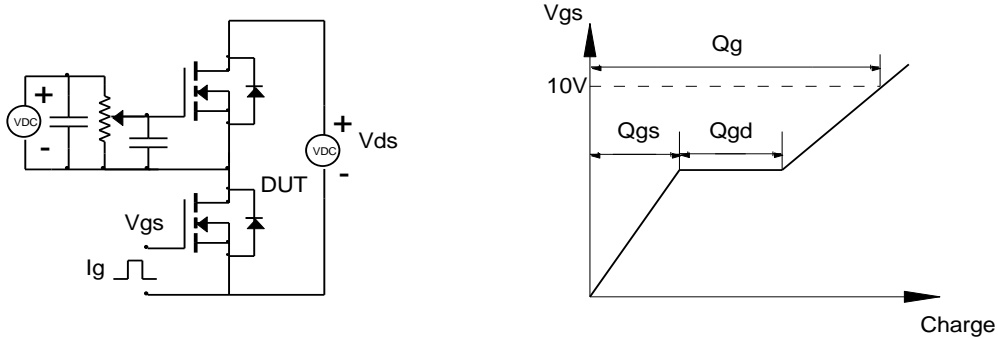 +
VDC
-
+
VDC
Vds
-
DUT
Vgs
Ig
Vgs
Qg
10V
Qgs
Qgd
Charge